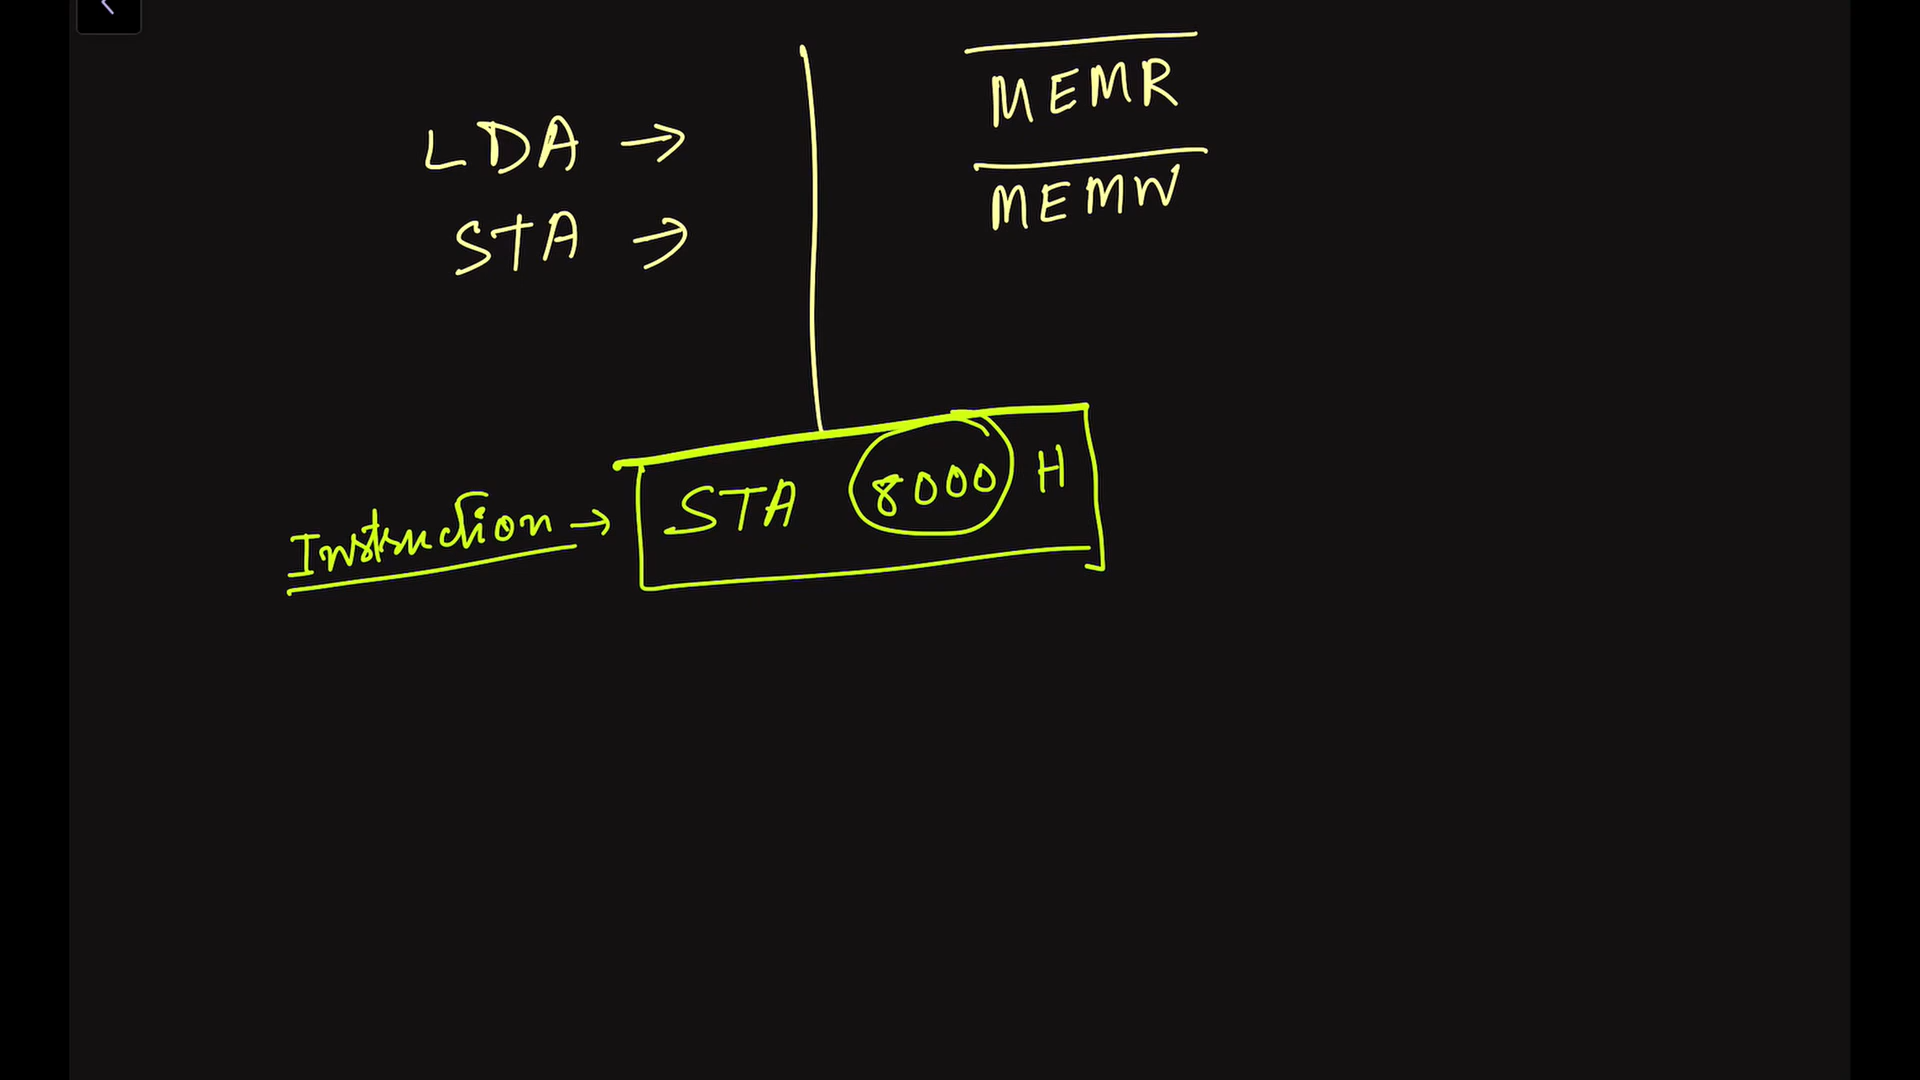 LDA →
STA →
MEMR
MEMW
Instruction → STA 8000 H